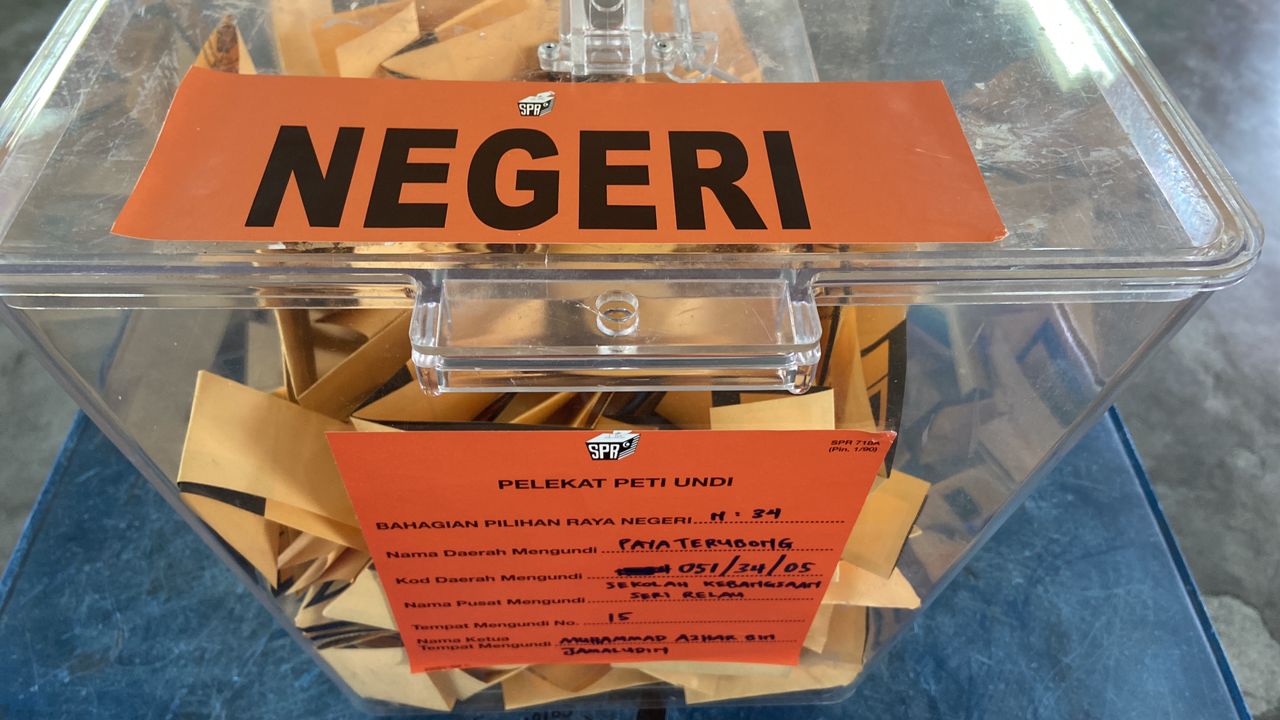 SPR
NEGERI
SPR
SPR 718A
(Pin. 1/90)
PELEKAT PETI UNDI
BAHAGIAN PILIHAN RAYA NEGERI N : 34
Nama Daerah Mengundi PAYA TERUBONG
Kod Daerah Mengundi 051/34/05
Nama Pusat Mengundi SEKOLAH KEBANGSAAN
SERI RELAU
Tempat Mengundi No. 15
Nama Ketua
Tempat Mengundi MUHAMMAD AZHAR BIN
JAMALUDIN